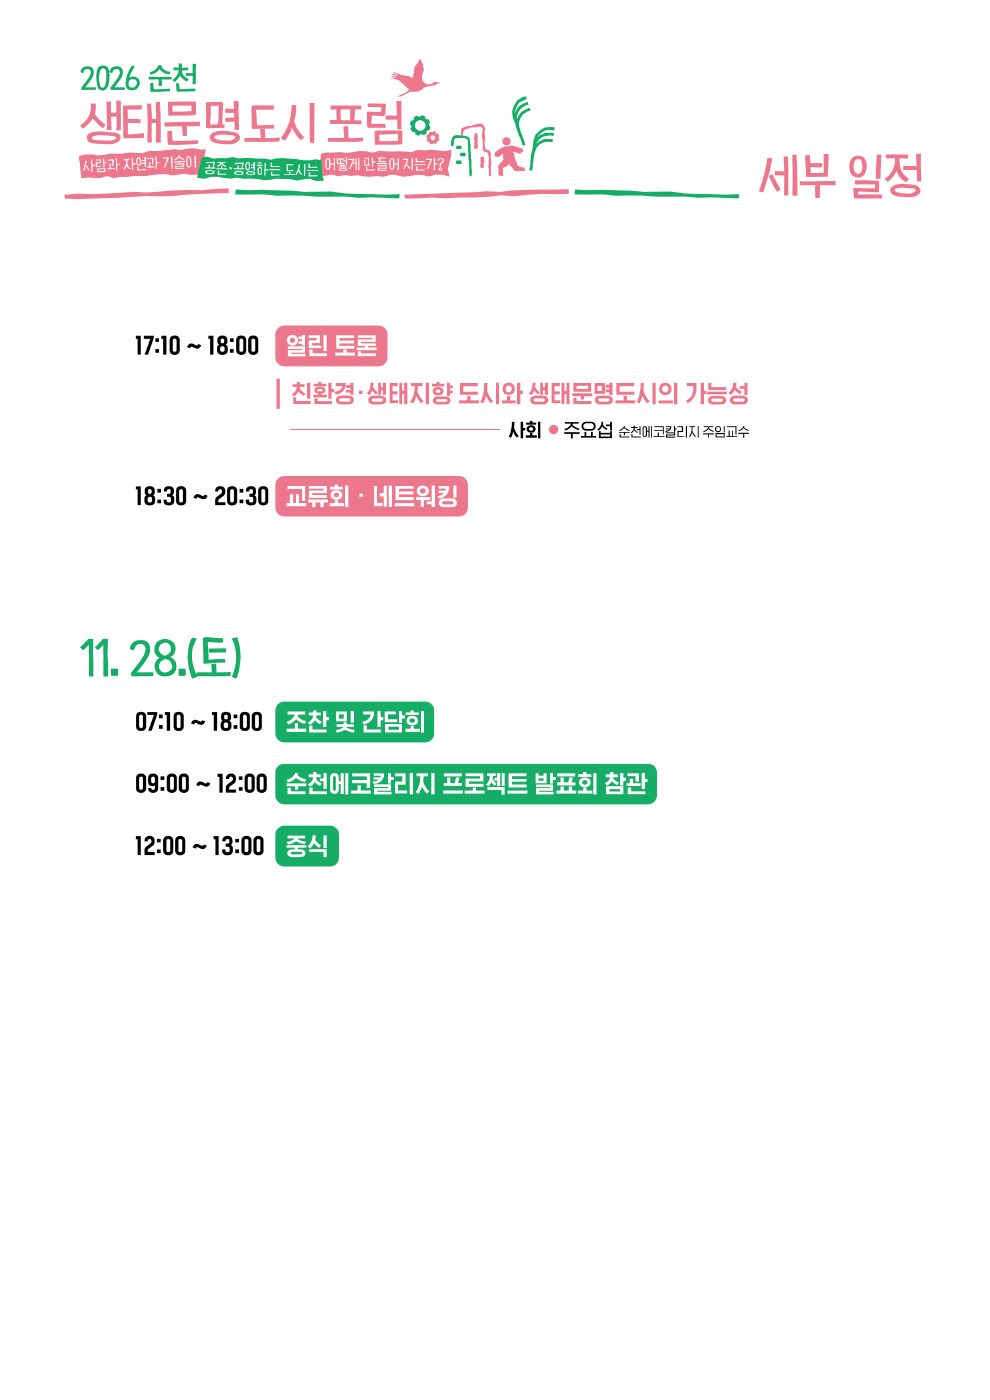 2026 순천
생태문명도시 포럼
사람과 자연과 기술이 공존·공영하는 도시는 어떻게 만들어 지는가?
세부 일정
17:10 ~ 18:00 열린 토론
친환경·생태지향 도시와 생태문명도시의 가능성
사회 ● 주요섭 순천에코칼리지 주임교수
18:30 ~ 20:30 교류회 · 네트워킹
11. 28.(토)
07:10 ~ 18:00 조찬 및 간담회
09:00 ~ 12:00 순천에코칼리지 프로젝트 발표회 참관
12:00 ~ 13:00 중식